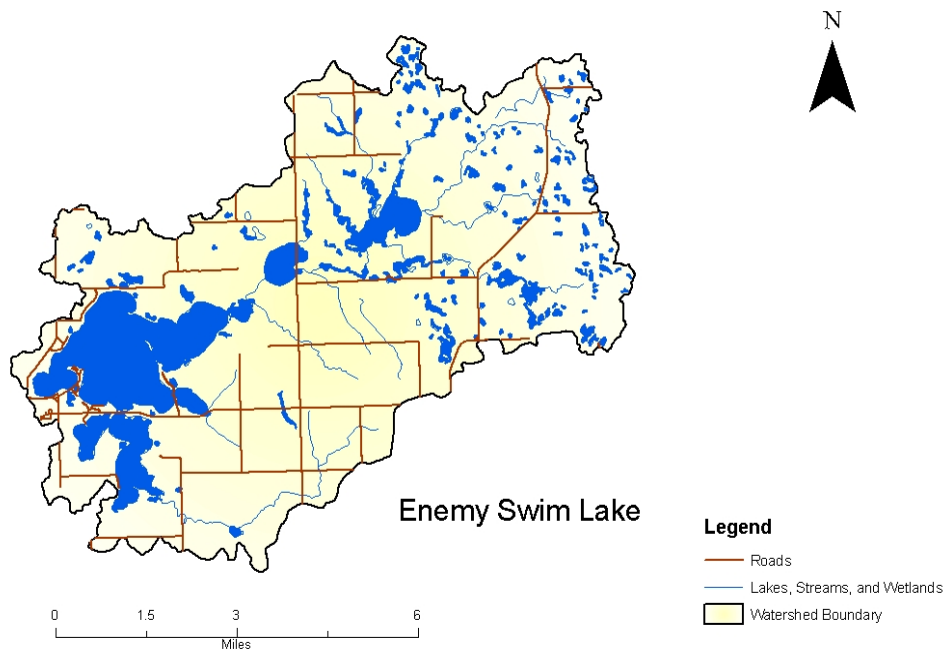 N
Enemy Swim Lake
Legend
Roads
Lakes, Streams, and Wetlands
Watershed Boundary
0 1.5 3 6
Miles